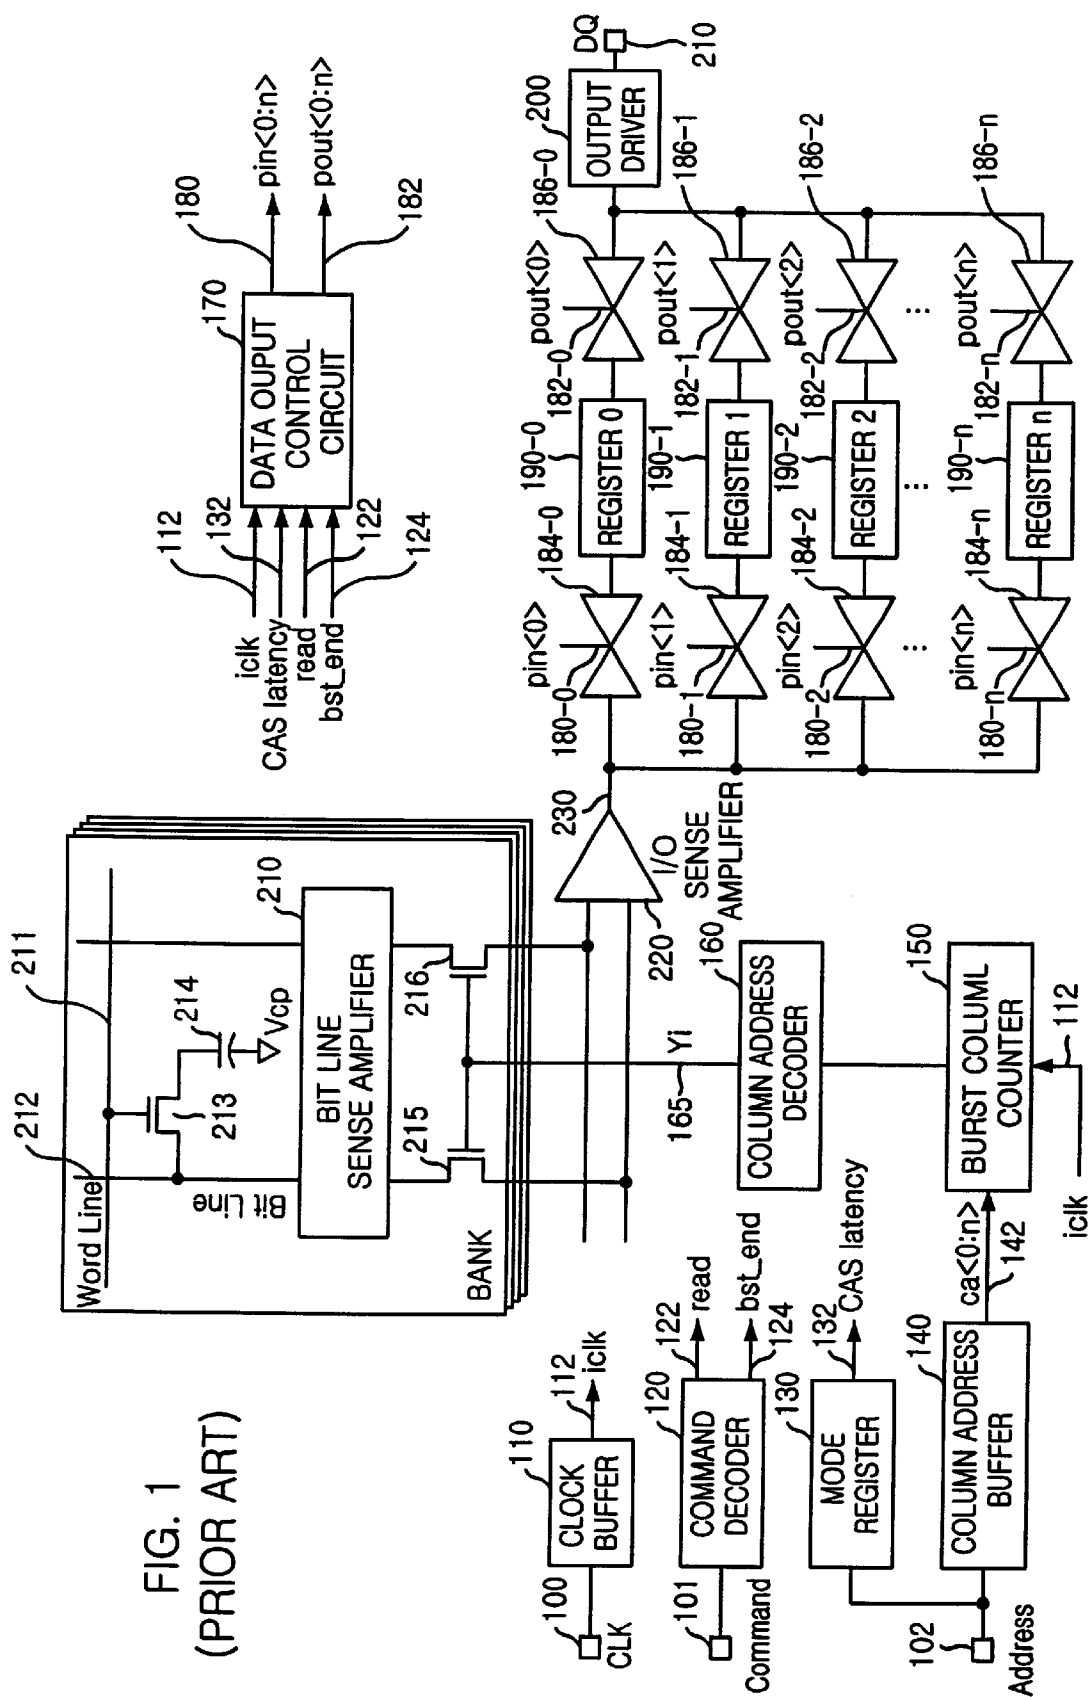 FIG. 1
(PRIOR ART)
100
CLK
110
CLOCK
BUFFER
112
iclk
101
Command
120
COMMAND
DECODER
122
read
bst_end
124
102
Address
130
MODE
REGISTER
132
CAS latency
140
COLUMN ADDRESS
BUFFER
ca<0:n>
142
150
BURST COLUML
COUNTER
112
iclk
160
COLUMN ADDRESS
DECODER
165
Yi
212
211
Word Line
Bit Line
213
214
Vcp
210
BIT LINE
SENSE AMPLIFIER
215
216
BANK
220
230
I/O
SENSE
AMPLIFIER
112
132
iclk
CAS latency
read
bst_end
122
124
170
DATA OUPUT
CONTROL
CIRCUIT
180
pin<0:n>
pout<0:n>
182
pin<0>
180-0
184-0
190-0
REGISTER 0
182-0
pout<0>
186-0
200
OUTPUT
DRIVER
DQ
210
pin<1>
180-1
184-1
190-1
REGISTER 1
182-1
pout<1>
186-1
pin<2>
180-2
184-2
190-2
REGISTER 2
182-2
pout<2>
186-2
... ... ...
pin<n>
180-n
184-n
190-n
REGISTER n
182-n
pout<n>
186-n